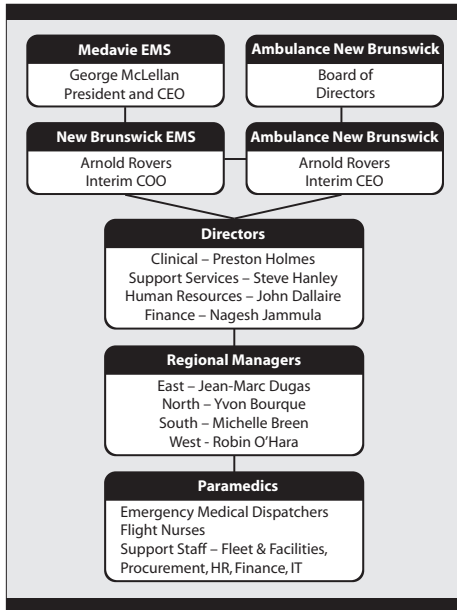 Medavie EMS
George McLellan
President and CEO
Ambulance New Brunswick
Board of
Directors
New Brunswick EMS
Arnold Rovers
Interim COO
Ambulance New Brunswick
Arnold Rovers
Interim CEO
Directors
Clinical – Preston Holmes
Support Services – Steve Hanley
Human Resources – John Dallaire
Finance – Nagesh Jammula
Regional Managers
East – Jean-Marc Dugas
North – Yvon Bourque
South – Michelle Breen
West - Robin O’Hara
Paramedics
Emergency Medical Dispatchers
Flight Nurses
Support Staff – Fleet & Facilities,
Procurement, HR, Finance, IT